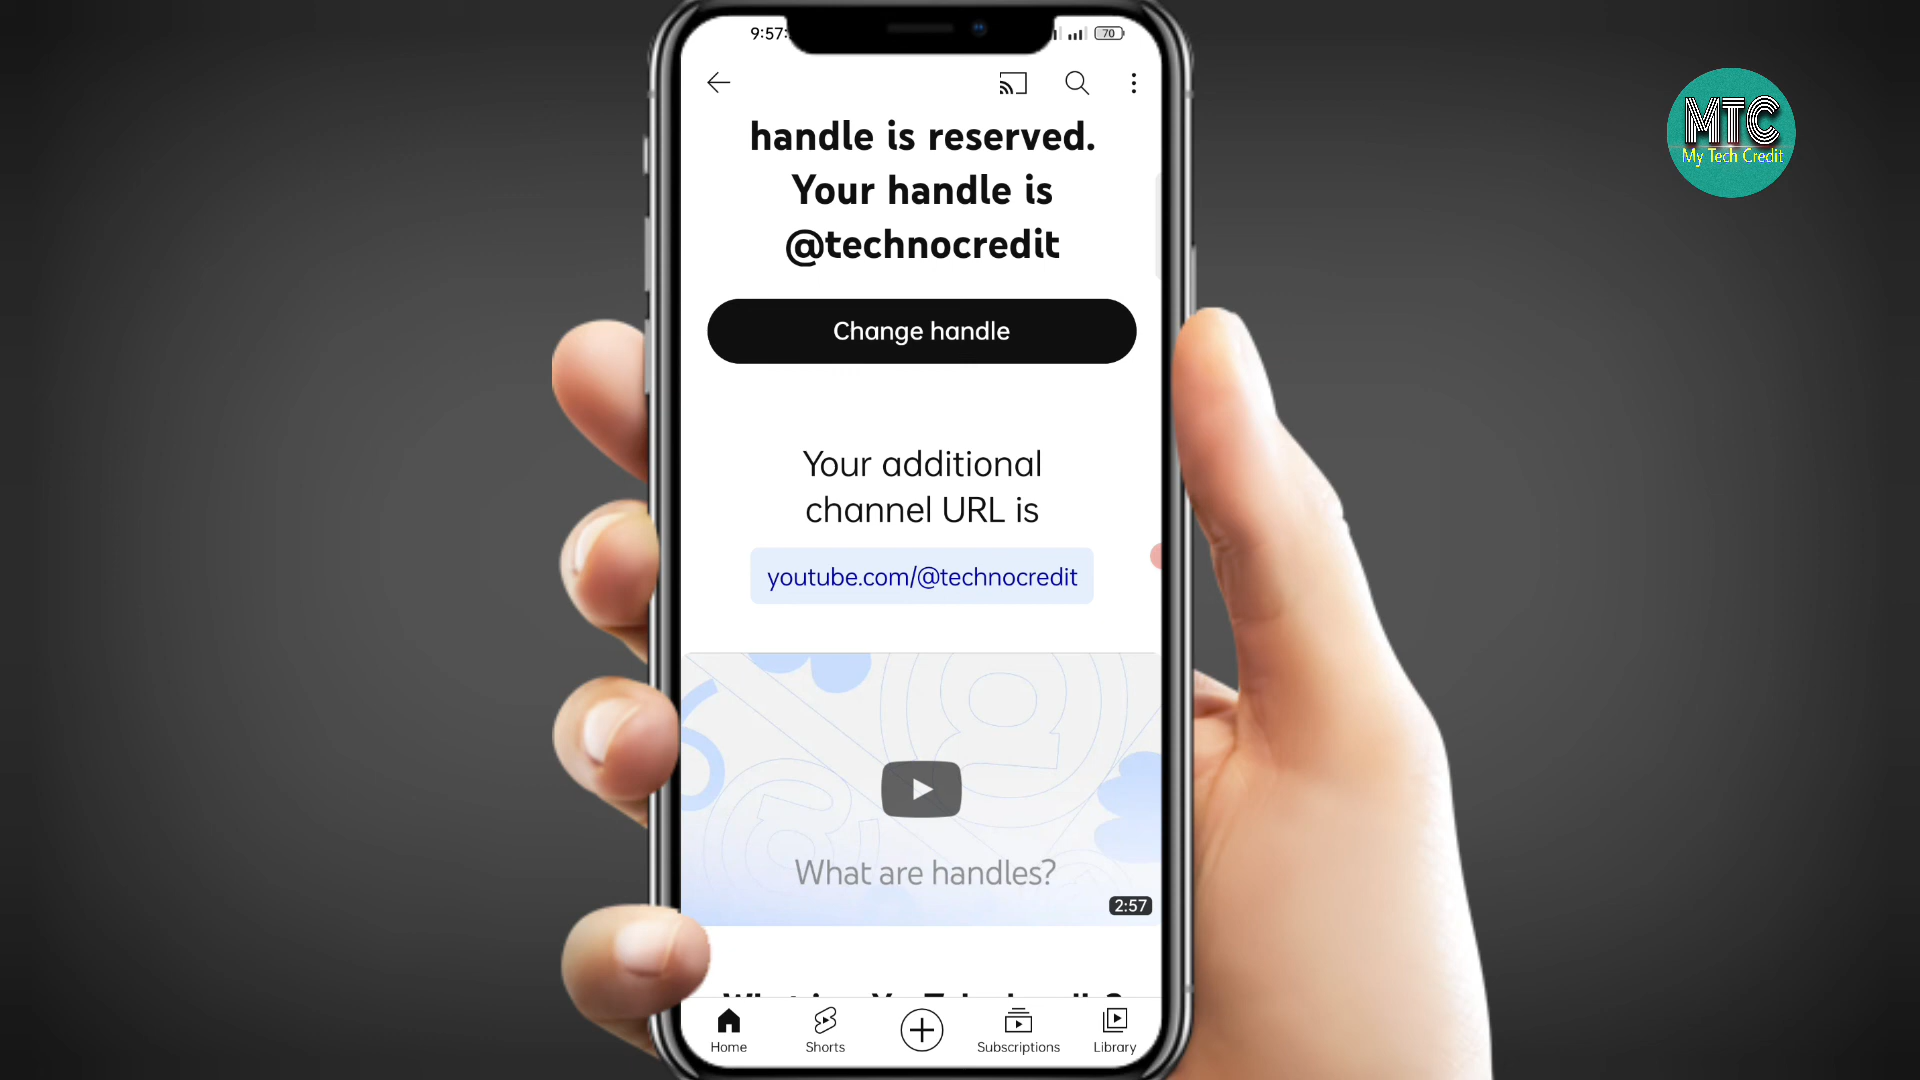 9:57:
70
MTC
My Tech Credit
handle is reserved.
Your handle is
@technocredit
Change handle
Your additional
channel URL is
youtube.com/@technocredit
What are handles?
2:57
Home
Shorts
Subscriptions
Library